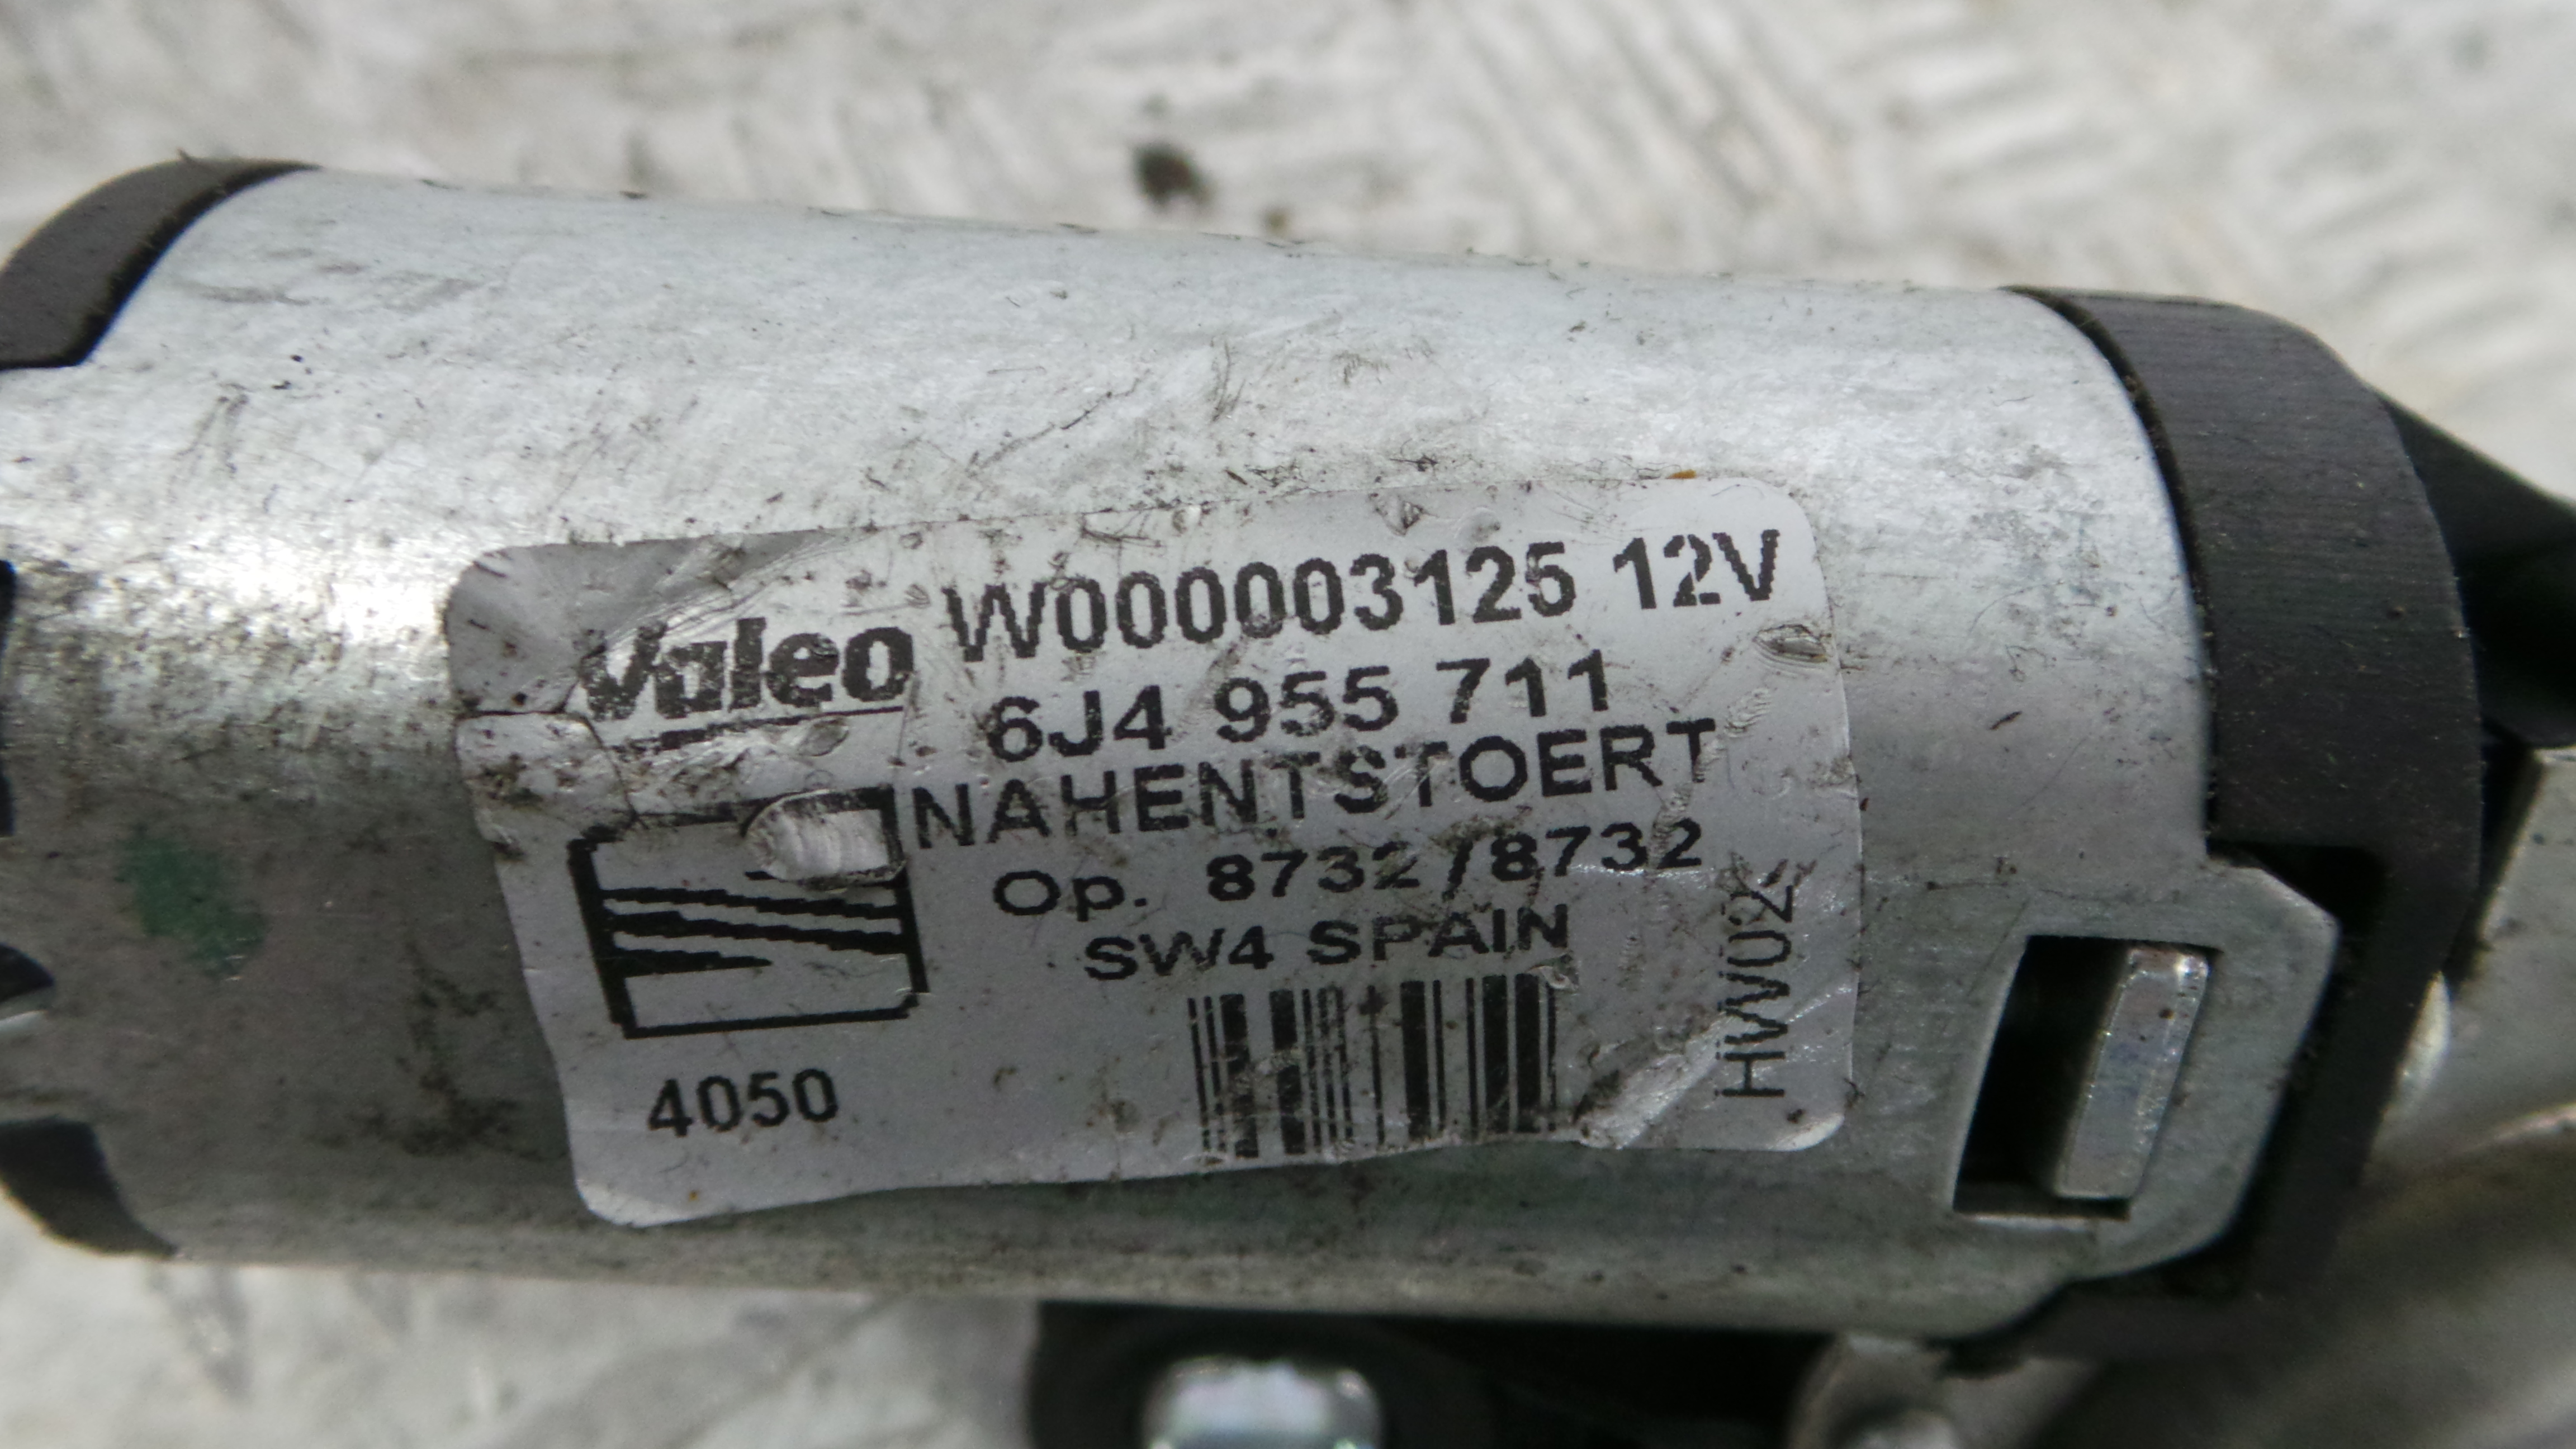 Valeo W000003125 12V
6J4 955 711
NAHENTSTOERT
Op. 8732/8732
SW4 SPAIN
4050
HW02